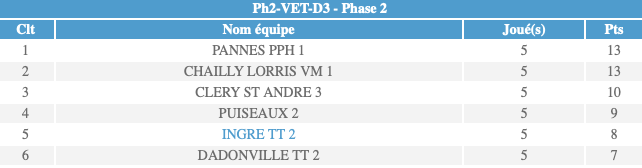 Ph2-VET-D3 - Phase 2
Clt Nom équipe Joué(s) Pts
1 PANNES PPH 1 5 13
2 CHAILLY LORRIS VM 1 5 13
3 CLERY ST ANDRE 3 5 10
4 PUISEAUX 2 5 9
5 INGRE TT 2 5 8
6 DADONVILLE TT 2 5 7